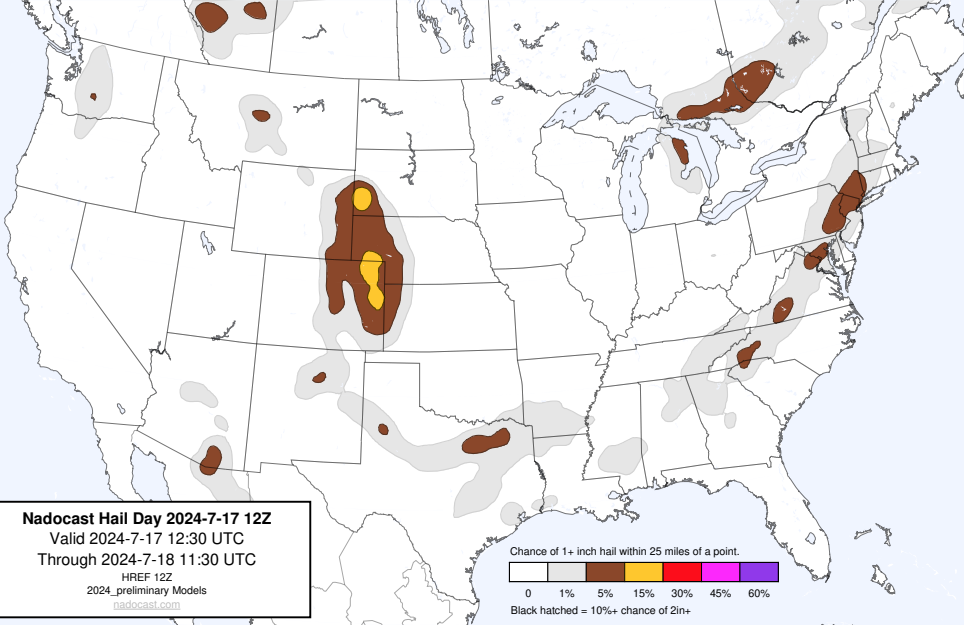 Nadocast Hail Day 2024-7-17 12Z
Valid 2024-7-17 12:30 UTC
Through 2024-7-18 11:30 UTC
HREF 12Z
2024_preliminary Models
nadocast.com
Chance of 1+ inch hail within 25 miles of a point.
0 1% 5% 15% 30% 45% 60%
Black hatched = 10%+ chance of 2in+